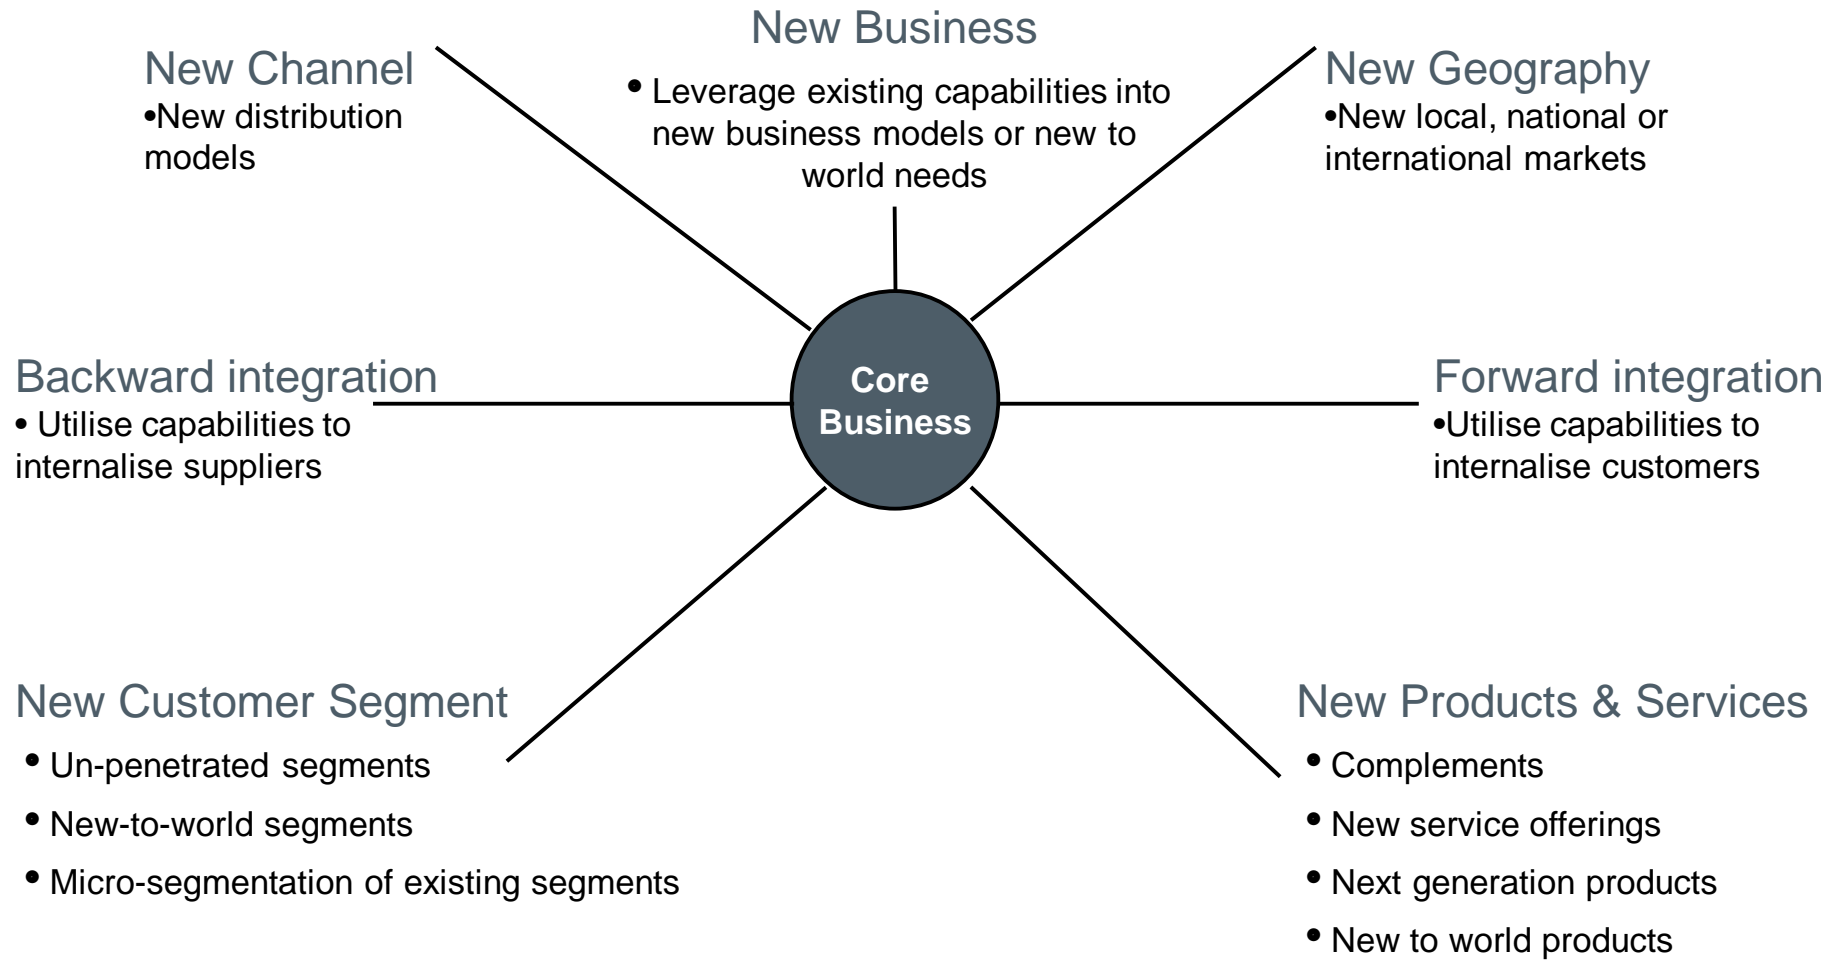 New Business
• Leverage existing capabilities into
new business models or new to
world needs
New Channel
•New distribution
models
New Geography
•New local, national or
international markets
Backward integration
• Utilise capabilities to
internalise suppliers
Core
Business
Forward integration
•Utilise capabilities to
internalise customers
New Customer Segment
• Un-penetrated segments
• New-to-world segments
• Micro-segmentation of existing segments
New Products & Services
• Complements
• New service offerings
• Next generation products
• New to world products